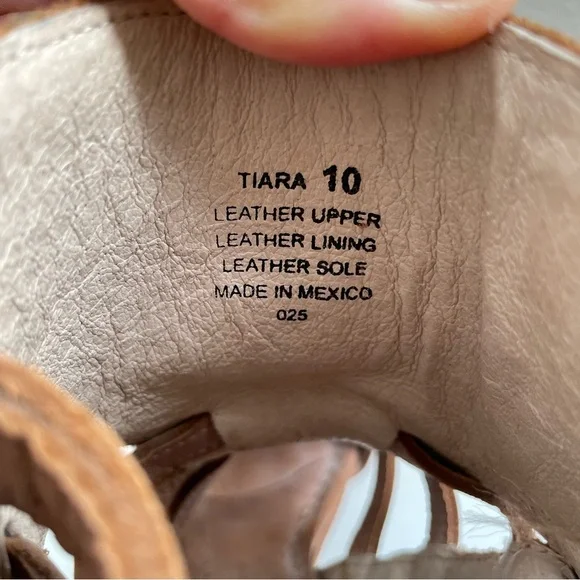 TIARA 10
LEATHER UPPER
LEATHER LINING
LEATHER SOLE
MADE IN MEXICO
025